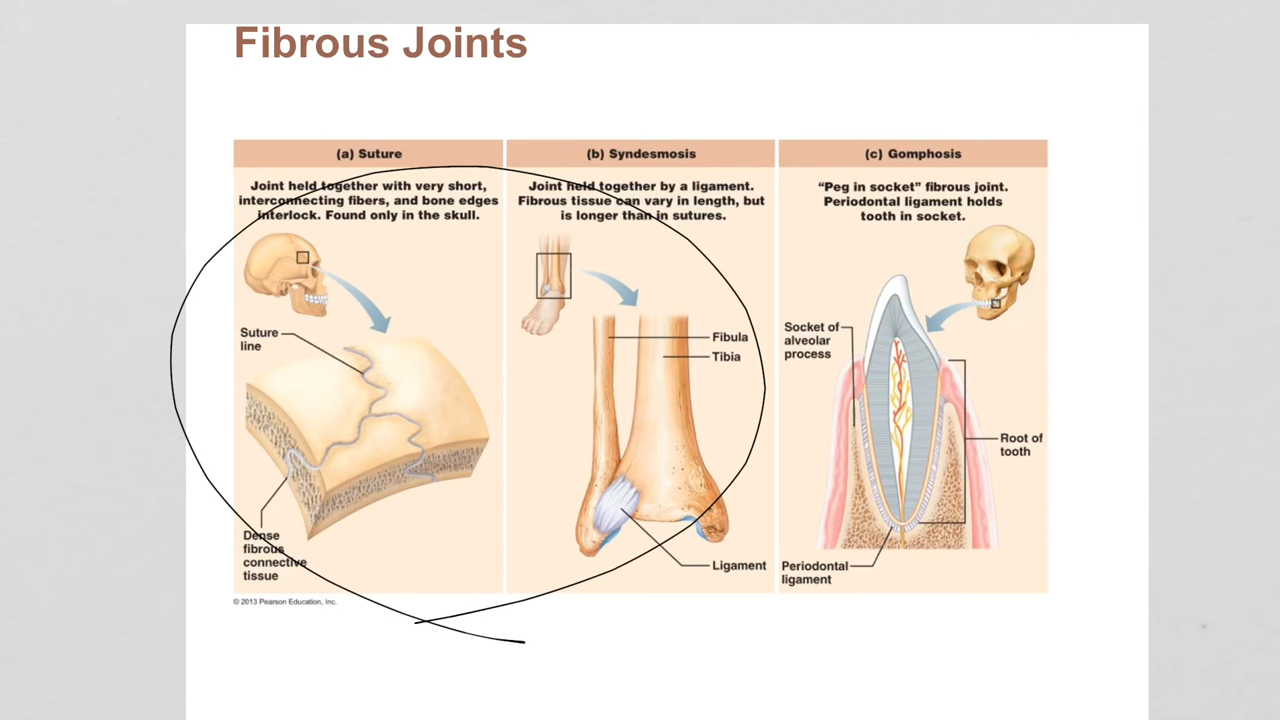 Fibrous Joints
(a) Suture
Joint held together with very short,
interconnecting fibers, and bone edges
interlock. Found only in the skull.
Suture
line
Dense
fibrous
connective
tissue
(b) Syndesmosis
Joint held together by a ligament.
Fibrous tissue can vary in length, but
is longer than in sutures.
Fibula
Tibia
Ligament
(c) Gomphosis
“Peg in socket” fibrous joint.
Periodontal ligament holds
tooth in socket.
Socket of
alveolar
process
Root of
tooth
Periodontal
ligament
© 2013 Pearson Education, Inc.